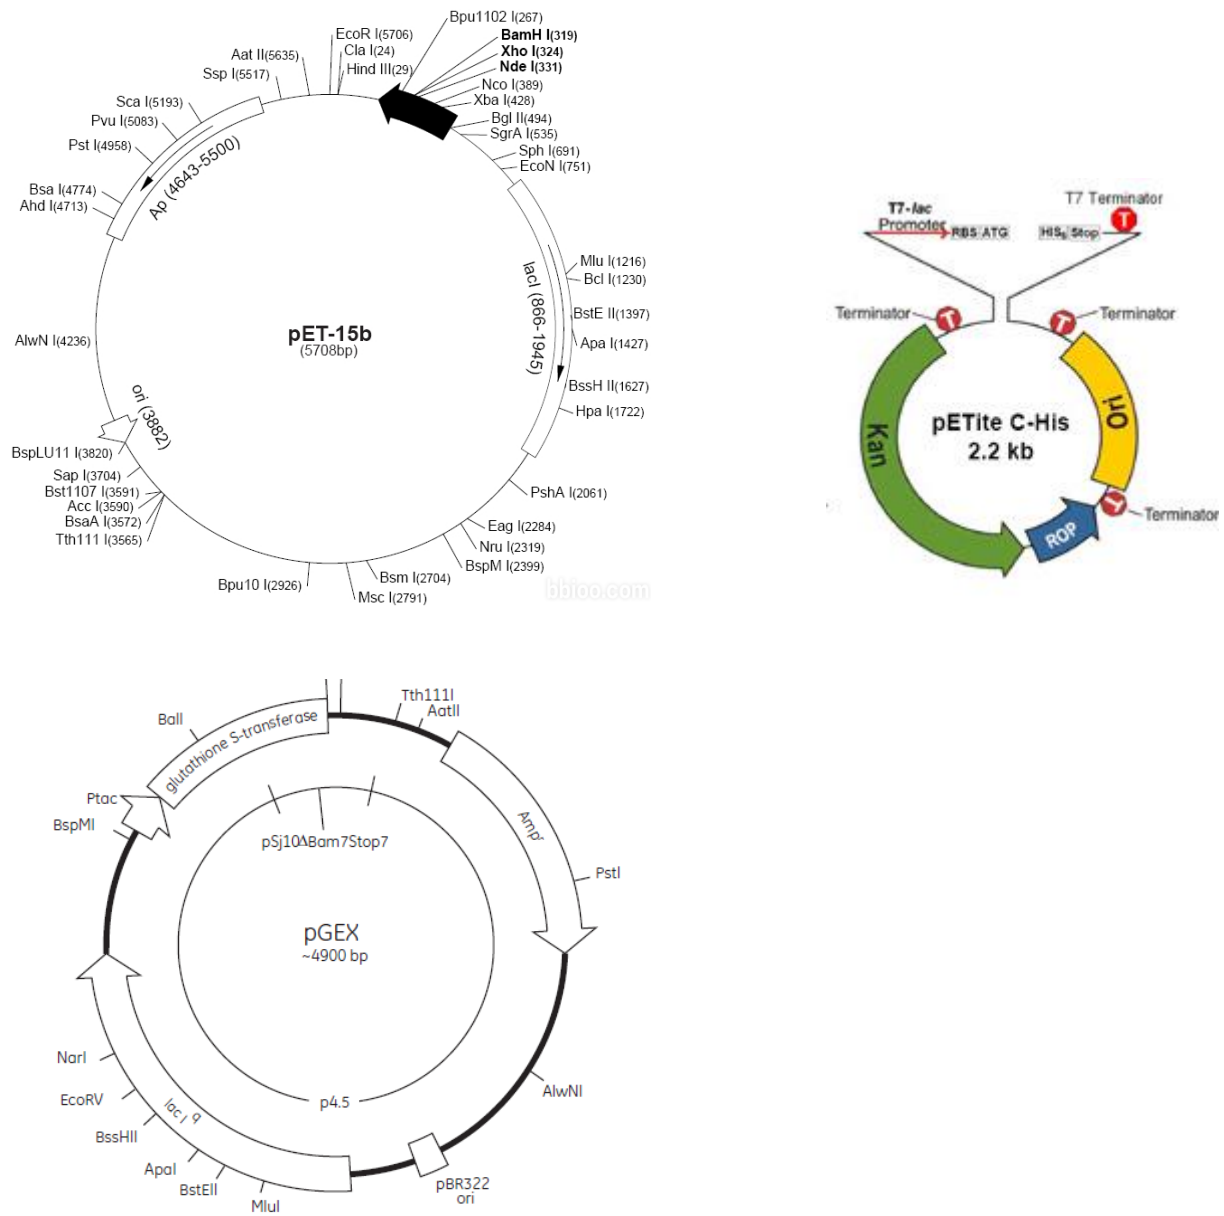 Bpu1102 I(267)
EcoR I(5706)
BamH I(319)
Cla I(24)
Xho I(324)
Aat II(5635)
Hind III(29)
Nde I(331)
Ssp I(5517)
Nco I(389)
Xba I(428)
Sca I(5193)
Bgl II(494)
Pvu I(5083)
SgrA I(535)
Pst I(4958)
Sph I(691)
EcoN I(751)
Bsa I(4774)
Ahd I(4713)
Ap (4643-5500)
Mlu I(1216)
Bcl I(1230)
lacI (866-1945)
BstE II(1397)
pET-15b
(5708bp)
AlwN I(4236)
Apa I(1427)
BssH II(1627)
Hpa I(1722)
ori (3882)
BspLU11 I(3820)
Sap I(3704)
Bst1107 I(3591)
Acc I(3590)
BsaA I(3572)
Tth111 I(3565)
PshA I(2061)
Eag I(2284)
Nru I(2319)
BspM I(2399)
Bsm I(2704)
Bpu10 I(2926)
Msc I(2791)
bbioo.com
T7-lac
Promoter
RBS ATG
HIS6 Stop
T7 Terminator
T
Terminator
T
T
Terminator
Kan
pETite C-His
2.2 kb
Ori
ROP
T
Terminator
Tth111I
AatII
BalI
glutathione S-transferase
Ptac
BspMI
pSj10ΔBam7Stop7
Ampr
PstI
pGEX
~4900 bp
NarI
EcoRV
BssHII
ApaI
BstEII
MluI
lac I q
p4.5
AlwNI
pBR322
ori